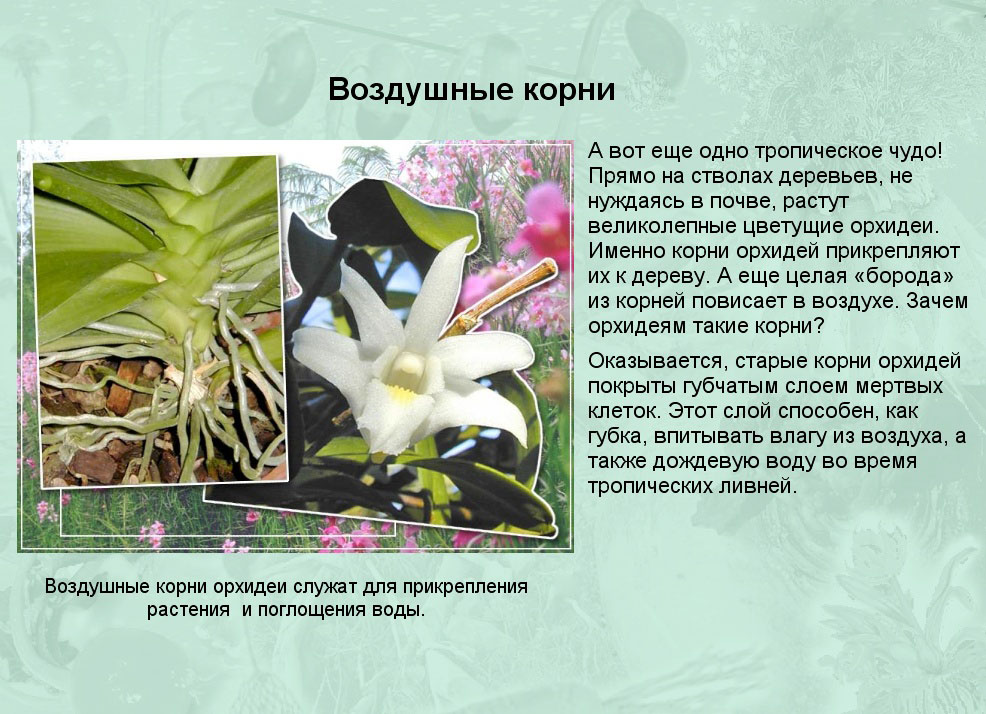 Воздушные корни
А вот еще одно тропическое чудо!
Прямо на стволах деревьев, не
нуждаясь в почве, растут
великолепные цветущие орхидеи.
Именно корни орхидей прикрепляют
их к дереву. А еще целая «борода»
из корней повисает в воздухе. Зачем
орхидеям такие корни?
Оказывается, старые корни орхидей
покрыты губчатым слоем мертвых
клеток. Этот слой способен, как
губка, впитывать влагу из воздуха, а
также дождевую воду во время
тропических ливней.
Воздушные корни орхидеи служат для прикрепления
растения  и поглощения воды.